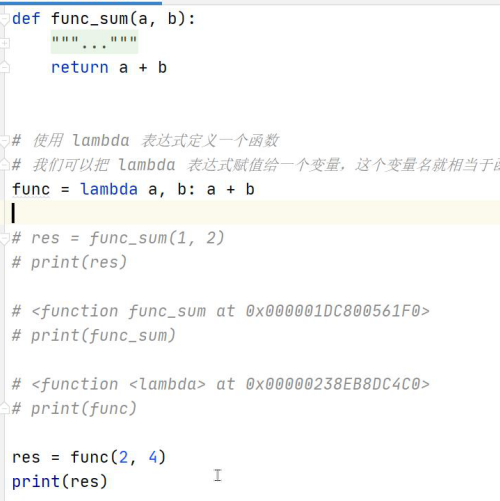 def func_sum(a, b):
"""..."""
return a + b
# 使用 lambda 表达式定义一个函数
# 我们可以把 lambda 表达式赋值给一个变量，这个变量名就相当于
func = lambda a, b: a + b
# res = func_sum(1, 2)
# print(res)
# <function func_sum at 0x000001DC800561F0>
# print(func_sum)
# <function <lambda> at 0x00000238EB8DC4C0>
# print(func)
res = func(2, 4)
print(res)